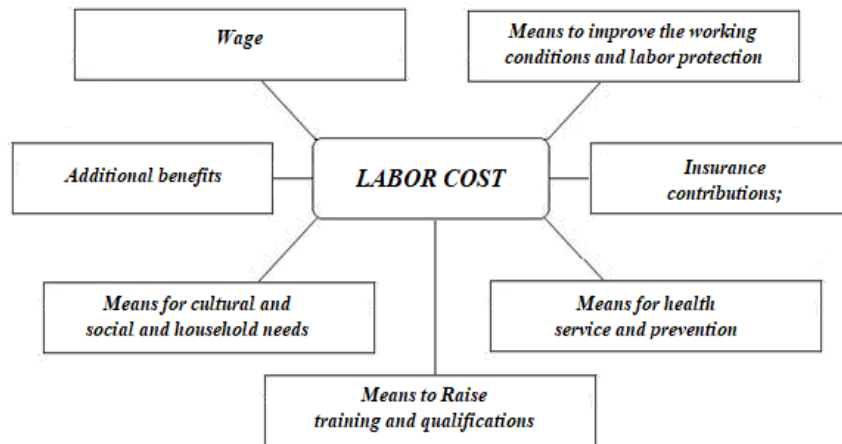 Wage
Means to improve the working
conditions and labor protection
Additional benefits
LABOR COST
Insurance
contributions;
Means for cultural and
social and household needs
Means for health
service and prevention
Means to Raise
training and qualifications